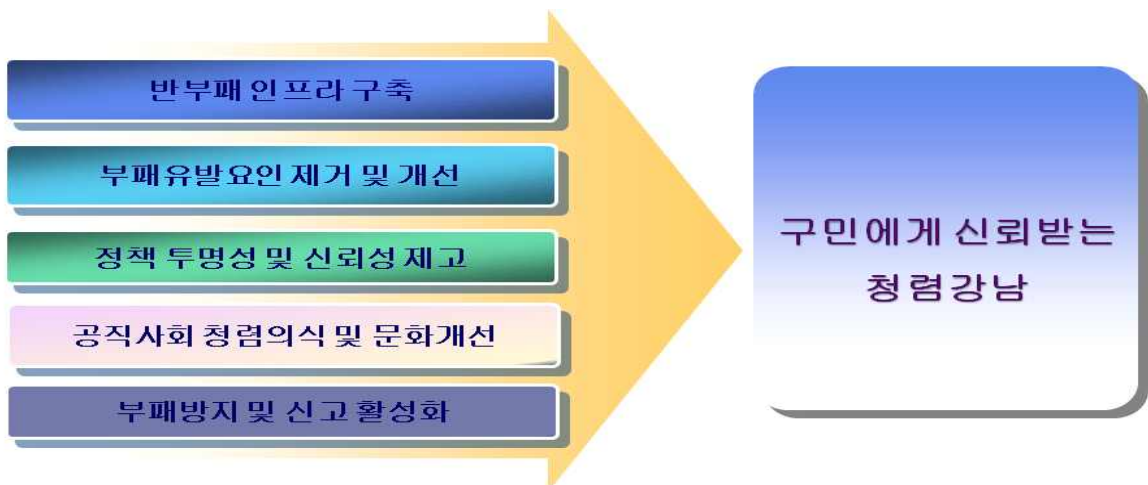 반부패 인프라 구축
부패유발요인 제거 및 개선
정책 투명성 및 신뢰성 제고
공직사회 청렴의식 및 문화개선
부패방지 및 신고 활성화
구민에게 신뢰받는
청렴강남